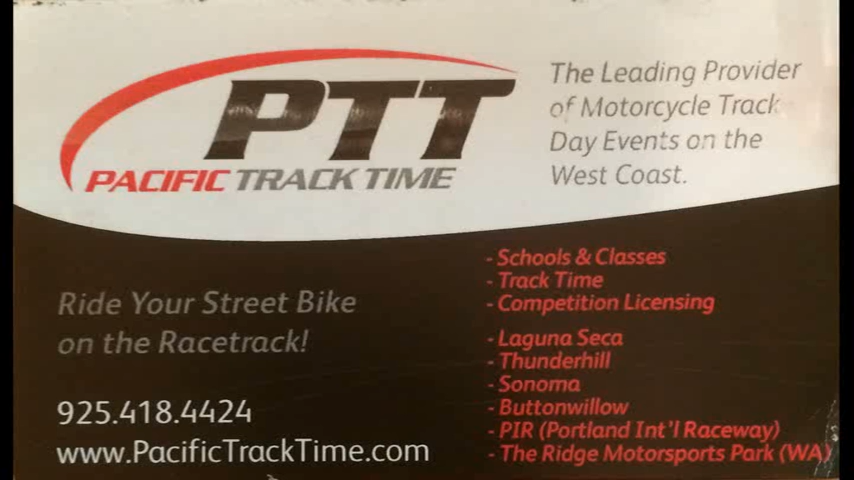 PTT
PACIFIC TRACK TIME
The Leading Provider
of Motorcycle Track
Day Events on the
West Coast.
Ride Your Street Bike
on the Racetrack!
925.418.4424
www.PacificTrackTime.com
- Schools & Classes
- Track Time
- Competition Licensing
- Laguna Seca
- Thunderhill
- Sonoma
- Buttonwillow
- PIR (Portland Int'l Raceway)
- The Ridge Motorsports Park (WA)